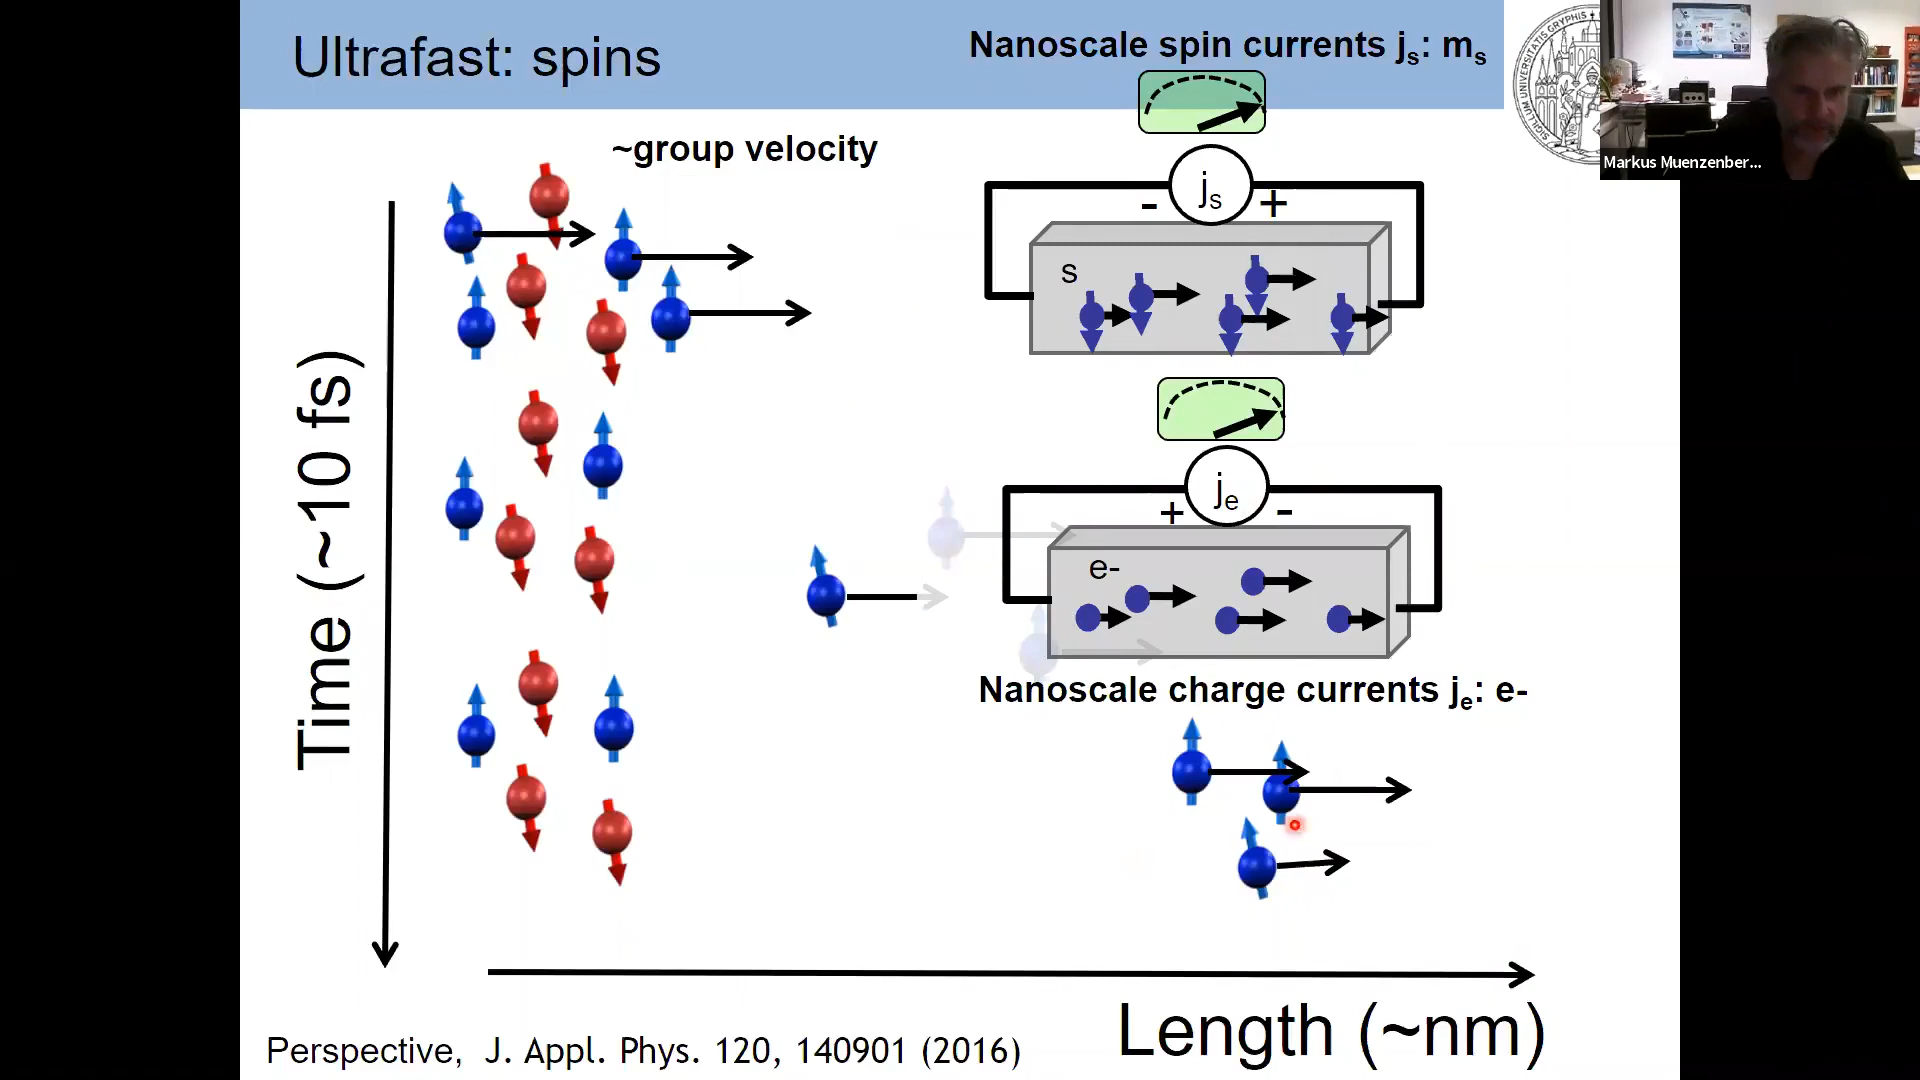 Ultrafast: spins
Nanoscale spin currents js: ms
Markus Muenzenber...
~group velocity
js
- +
s
Time (~10 fs)
je
+ -
e-
Nanoscale charge currents je: e-
Length (~nm)
Perspective, J. Appl. Phys. 120, 140901 (2016)